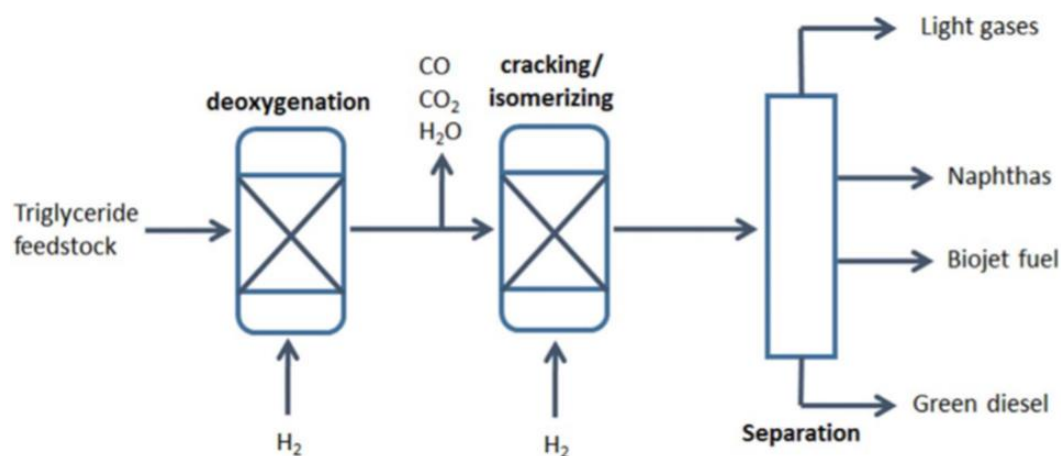 Light gases
CO
CO₂
H₂O
cracking/
isomerizing
deoxygenation
Naphthas
Triglyceride
feedstock
Biojet fuel
Green diesel
Separation
H₂
H₂